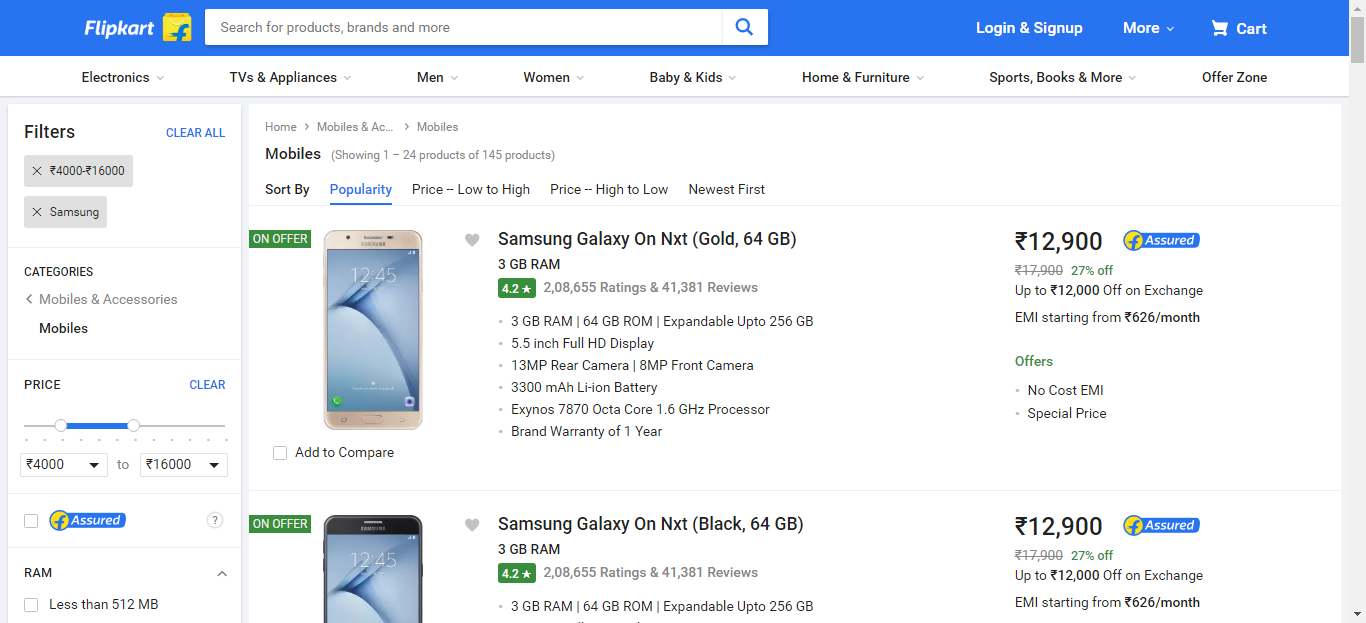 Flipkart
Search for products, brands and more
Login & Signup
More
Cart
Electronics
TVs & Appliances
Men
Women
Baby & Kids
Home & Furniture
Sports, Books & More
Offer Zone
Filters
CLEAR ALL
₹4000-₹16000
Samsung
CATEGORIES
Mobiles & Accessories
Mobiles
PRICE
CLEAR
₹4000
to
₹16000
Assured
?
RAM
Less than 512 MB
Home
Mobiles & Ac...
Mobiles
Mobiles (Showing 1 – 24 products of 145 products)
Sort By
Popularity
Price -- Low to High
Price -- High to Low
Newest First
ON OFFER
SAMSUNG
12:45
Add to Compare
Samsung Galaxy On Nxt (Gold, 64 GB)
3 GB RAM
4.2 ★ 2,08,655 Ratings & 41,381 Reviews
3 GB RAM | 64 GB ROM | Expandable Upto 256 GB
5.5 inch Full HD Display
13MP Rear Camera | 8MP Front Camera
3300 mAh Li-ion Battery
Exynos 7870 Octa Core 1.6 GHz Processor
Brand Warranty of 1 Year
₹12,900
Assured
₹17,900 27% off
Up to ₹12,000 Off on Exchange
EMI starting from ₹626/month
Offers
No Cost EMI
Special Price
ON OFFER
SAMSUNG
12:45
Samsung Galaxy On Nxt (Black, 64 GB)
3 GB RAM
4.2 ★ 2,08,655 Ratings & 41,381 Reviews
3 GB RAM | 64 GB ROM | Expandable Upto 256 GB
₹12,900
Assured
₹17,900 27% off
Up to ₹12,000 Off on Exchange
EMI starting from ₹626/month